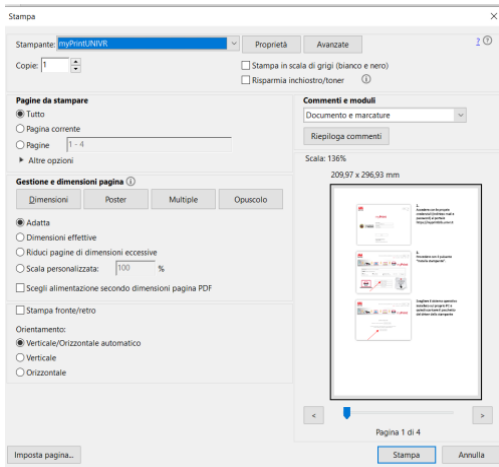 Stampa
Stampante: myPrintUNIVR Proprietà Avanzate ?
Copie: 1 Stampa in scala di grigi (bianco e nero)
Risparmia inchiostro/toner
Pagine da stampare
Tutto
Pagina corrente
Pagine 1 - 4
Altre opzioni
Gestione e dimensioni pagina
Dimensioni Poster Multiple Opuscolo
Adatta
Dimensioni effettive
Riduci pagine di dimensioni eccessive
Scala personalizzata: 100 %
Scegli alimentazione secondo dimensioni pagina PDF
Stampa fronte/retro
Orientamento:
Verticale/Orizzontale automatico
Verticale
Orizzontale
Commenti e moduli
Documento e marcature
Riepiloga commenti
Scala: 136%
209,97 x 296,93 mm
< >
Pagina 1 di 4
Imposta pagina... Stampa Annulla